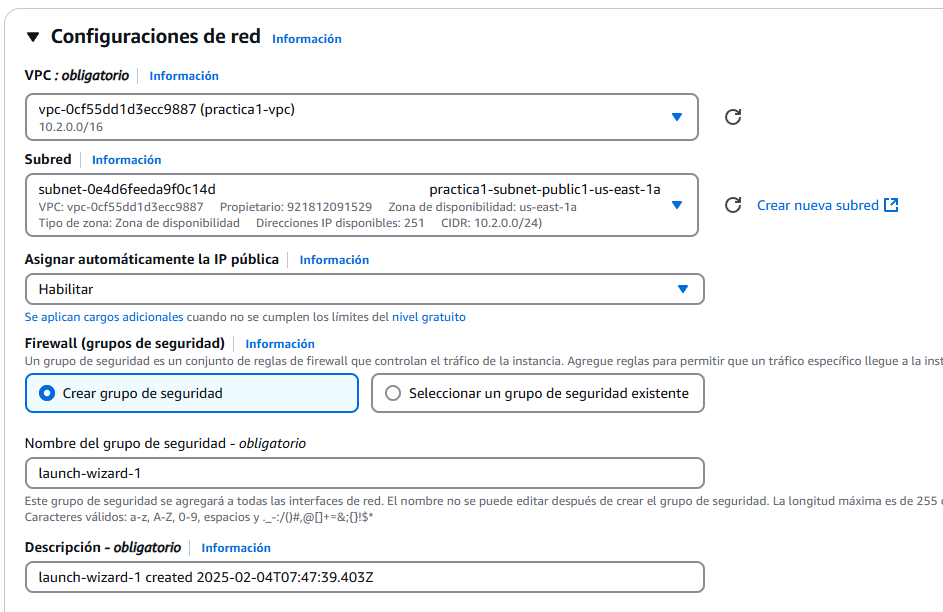 Configuraciones de red Información
VPC : obligatorio Información
vpc-0cf55dd1d3ecc9887 (practica1-vpc)
10.2.0.0/16
Subred Información
subnet-0e4d6feeda9f0c14d practica1-subnet-public1-us-east-1a
VPC: vpc-0cf55dd1d3ecc9887 Propietario: 921812091529 Zona de disponibilidad: us-east-1a
Tipo de zona: Zona de disponibilidad Direcciones IP disponibles: 251 CIDR: 10.2.0.0/24)
Crear nueva subred
Asignar automáticamente la IP pública Información
Habilitar
Se aplican cargos adicionales cuando no se cumplen los límites del nivel gratuito
Firewall (grupos de seguridad) Información
Un grupo de seguridad es un conjunto de reglas de firewall que controlan el tráfico de la instancia. Agregue reglas para permitir que un tráfico específico llegue a la inst
Crear grupo de seguridad Seleccionar un grupo de seguridad existente
Nombre del grupo de seguridad - obligatorio
launch-wizard-1
Este grupo de seguridad se agregará a todas las interfaces de red. El nombre no se puede editar después de crear el grupo de seguridad. La longitud máxima es de 255 c
Caracteres válidos: a-z, A-Z, 0-9, espacios y ._-:/()#,@[]+=&;{}!$*
Descripción - obligatorio Información
launch-wizard-1 created 2025-02-04T07:47:39.403Z